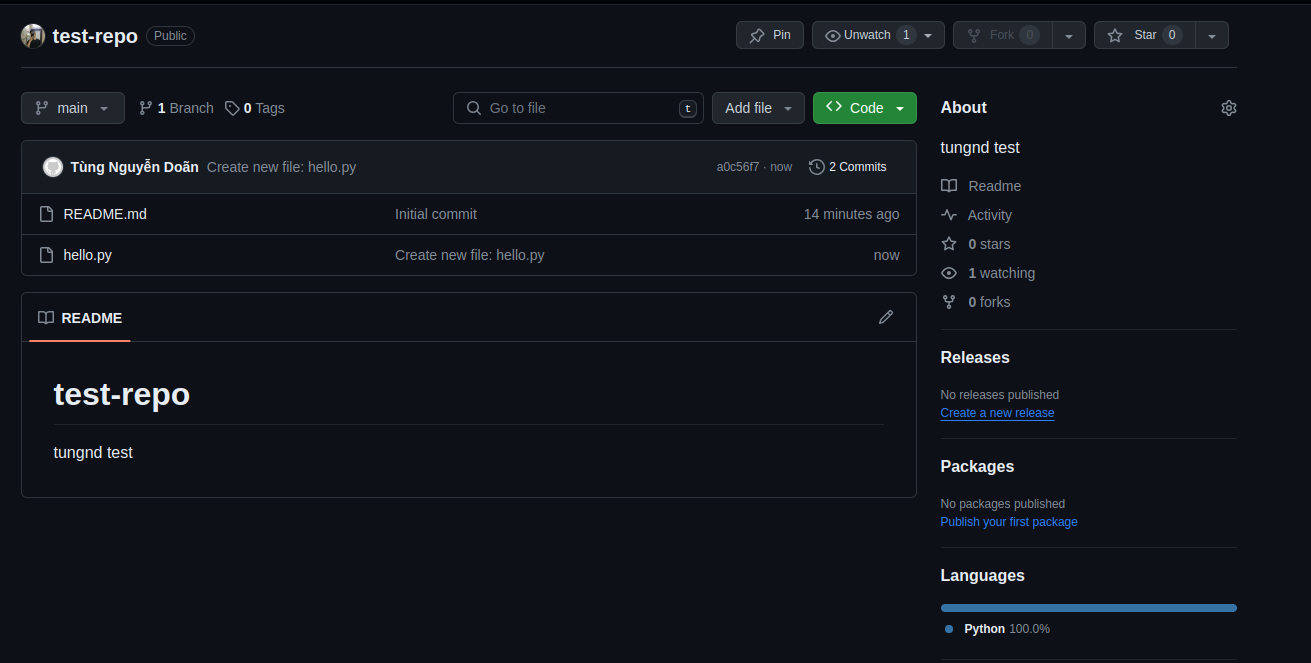 test-repo Public Pin Unwatch 1 Fork 0 Star 0
main 1 Branch 0 Tags Go to file t Add file Code
Tùng Nguyễn Doãn Create new file: hello.py a0c56f7 · now 2 Commits
README.md Initial commit 14 minutes ago
hello.py Create new file: hello.py now
README
test-repo
tungnd test
About
tungnd test
Readme
Activity
0 stars
1 watching
0 forks
Releases
No releases published
Create a new release
Packages
No packages published
Publish your first package
Languages
Python 100.0%